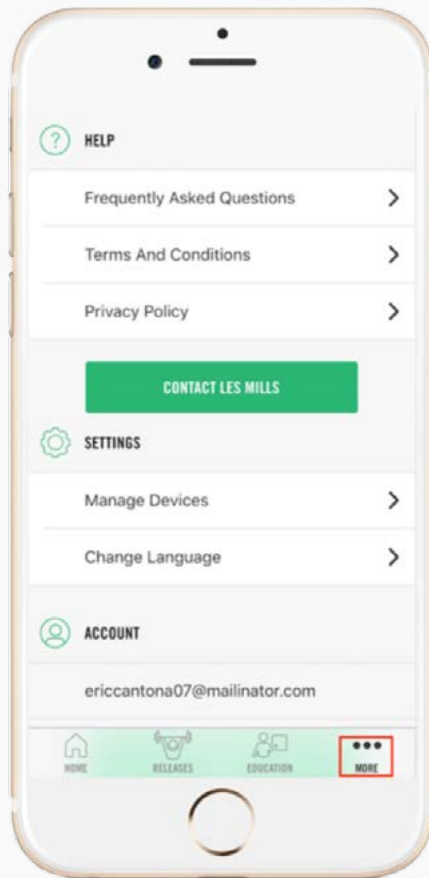 HELP
Frequently Asked Questions
Terms And Conditions
Privacy Policy
CONTACT LES MILLS
SETTINGS
Manage Devices
Change Language
ACCOUNT
ericcantona07@mailinator.com
HOME RELEASES EDUCATION MORE